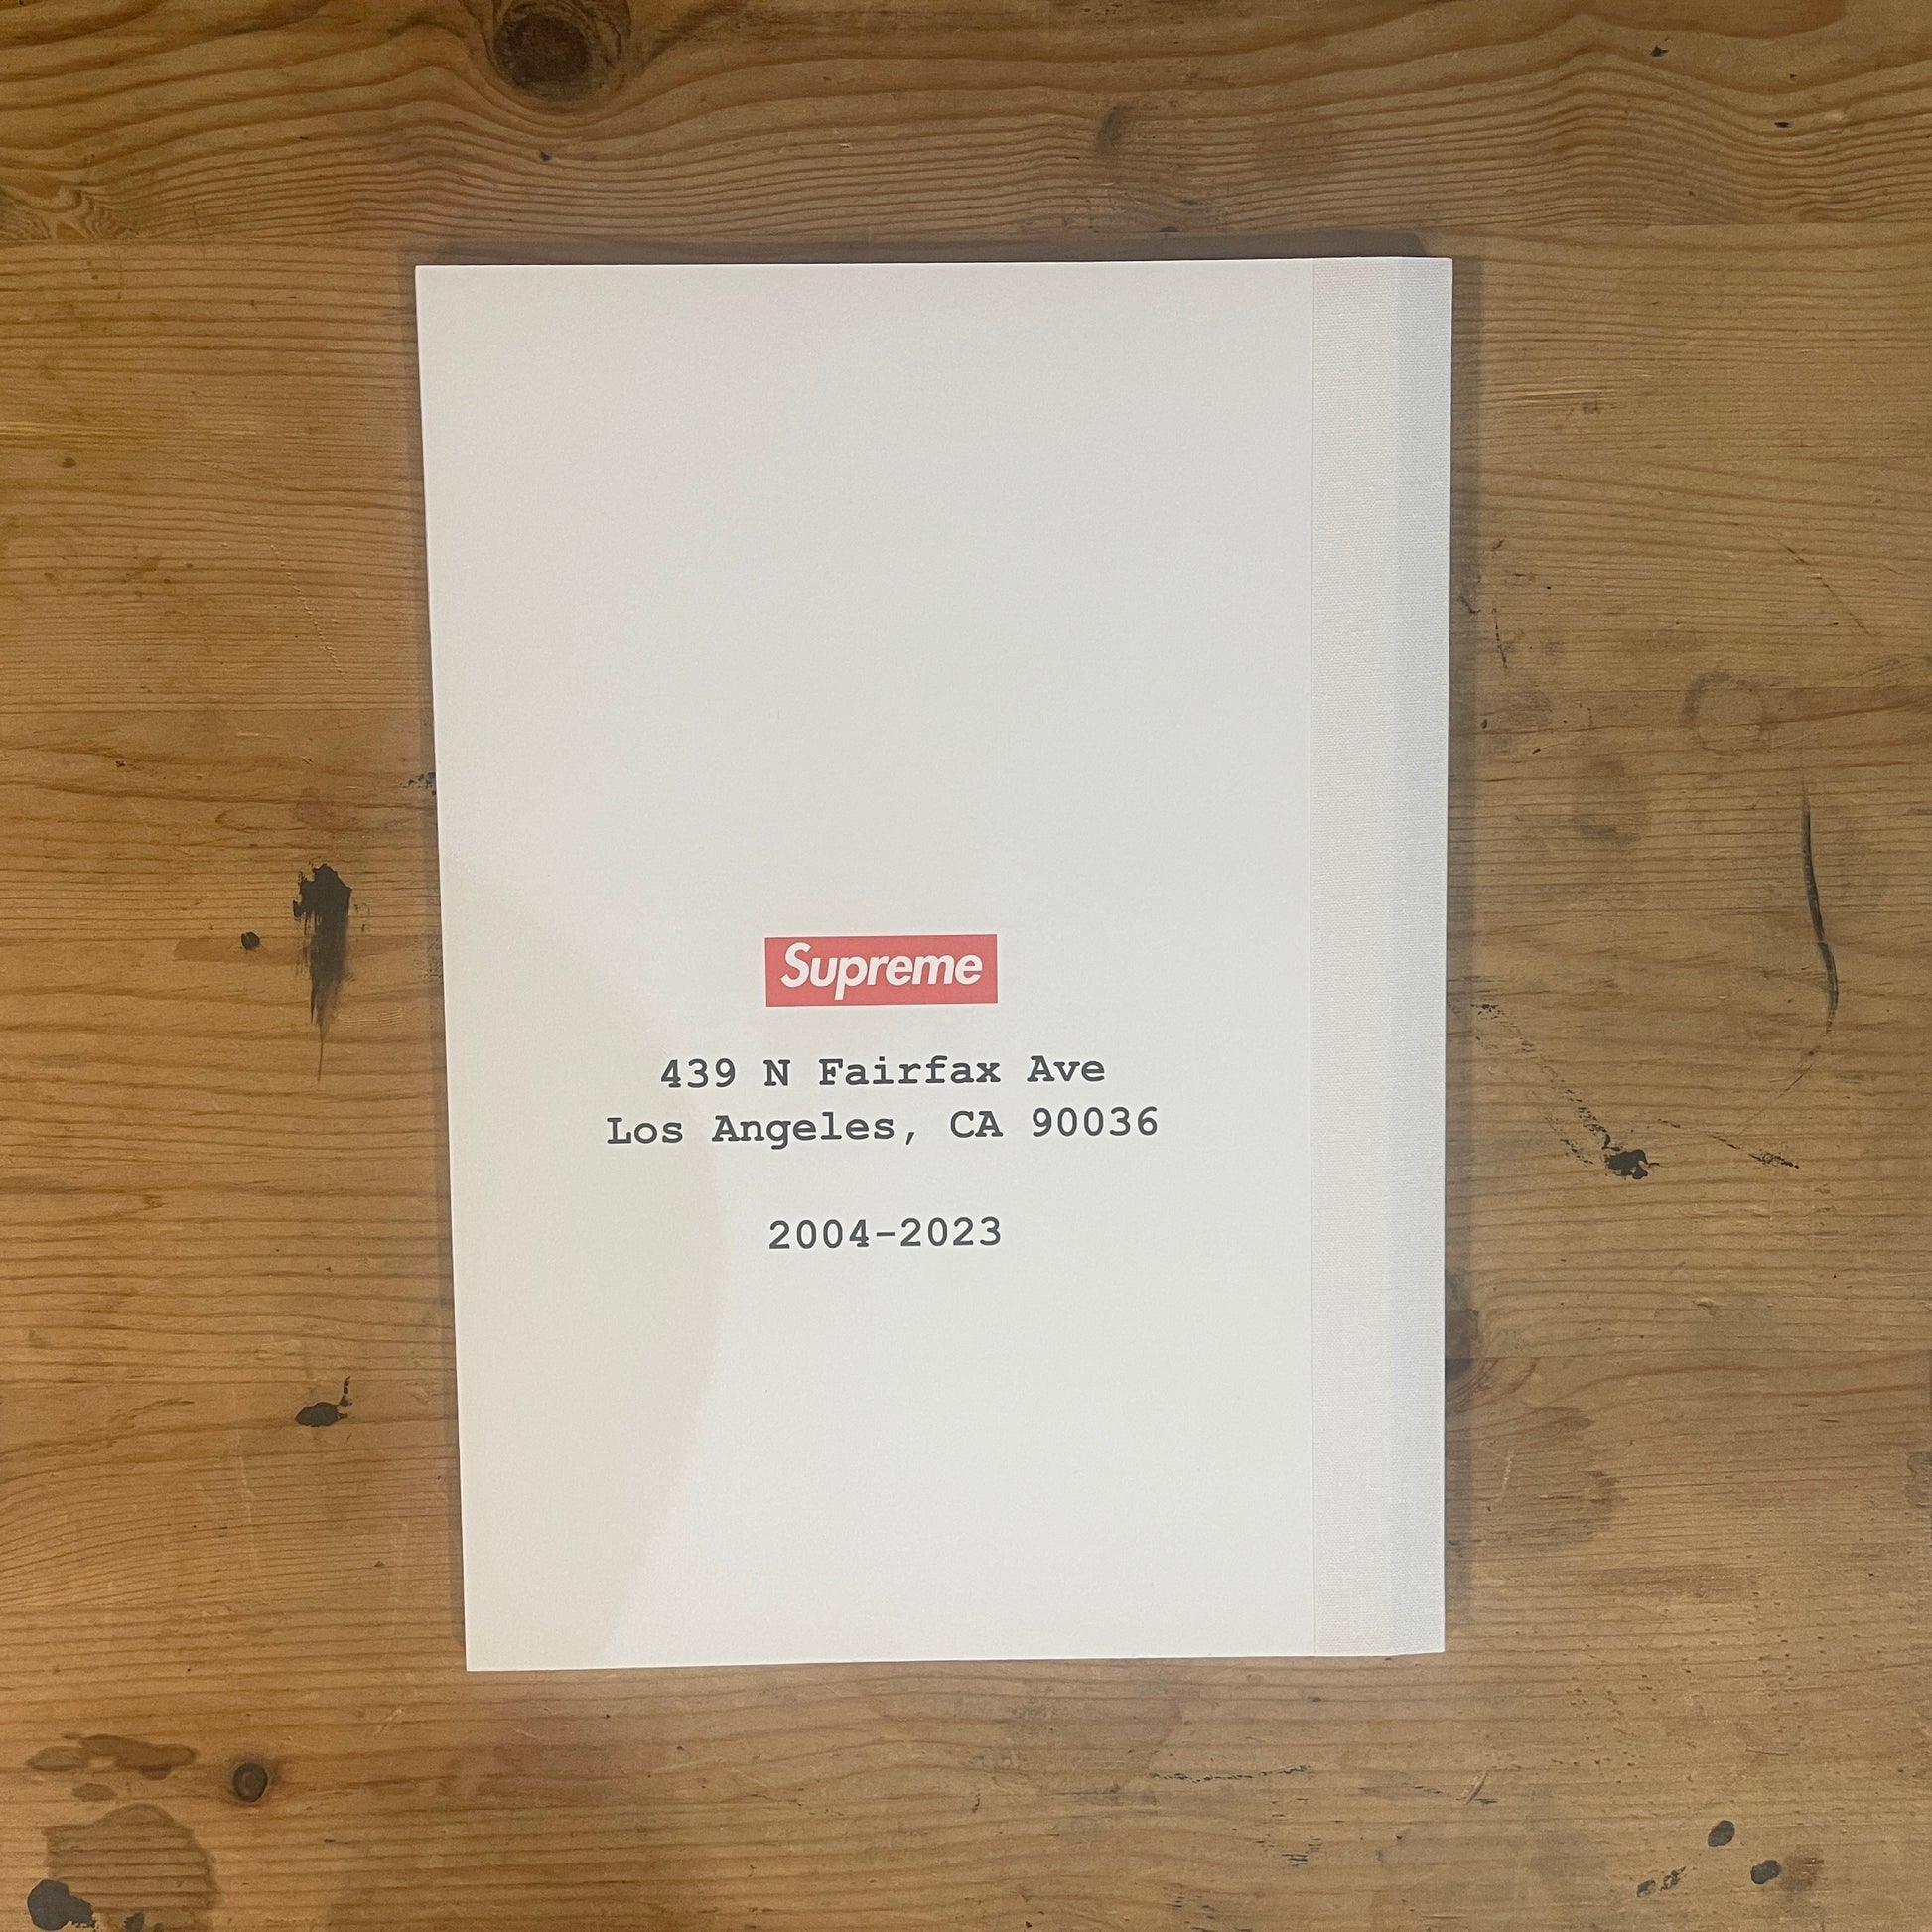 Supreme
439 N Fairfax Ave
Los Angeles, CA 90036
2004-2023